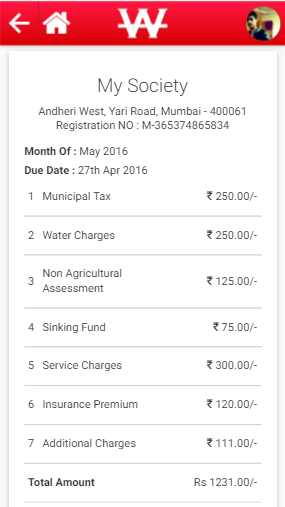 W
My Society
Andheri West, Yari Road, Mumbai - 400061
Registration NO : M-365374865834
Month Of : May 2016
Due Date : 27th Apr 2016
1 Municipal Tax ₹ 250.00/-
2 Water Charges ₹ 250.00/-
3 Non Agricultural
Assessment ₹ 125.00/-
4 Sinking Fund ₹ 75.00/-
5 Service Charges ₹ 300.00/-
6 Insurance Premium ₹ 120.00/-
7 Additional Charges ₹ 111.00/-
Total Amount Rs 1231.00/-